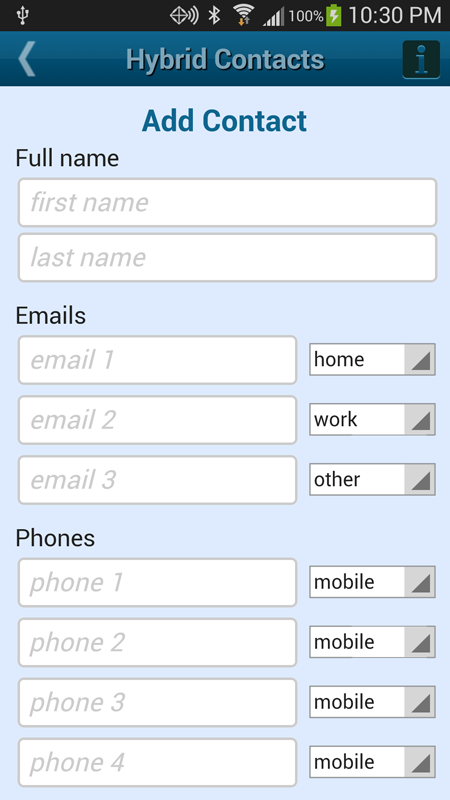 100% 10:30 PM
Hybrid Contacts
i
Add Contact
Full name
first name
last name
Emails
email 1 home
email 2 work
email 3 other
Phones
phone 1 mobile
phone 2 mobile
phone 3 mobile
phone 4 mobile